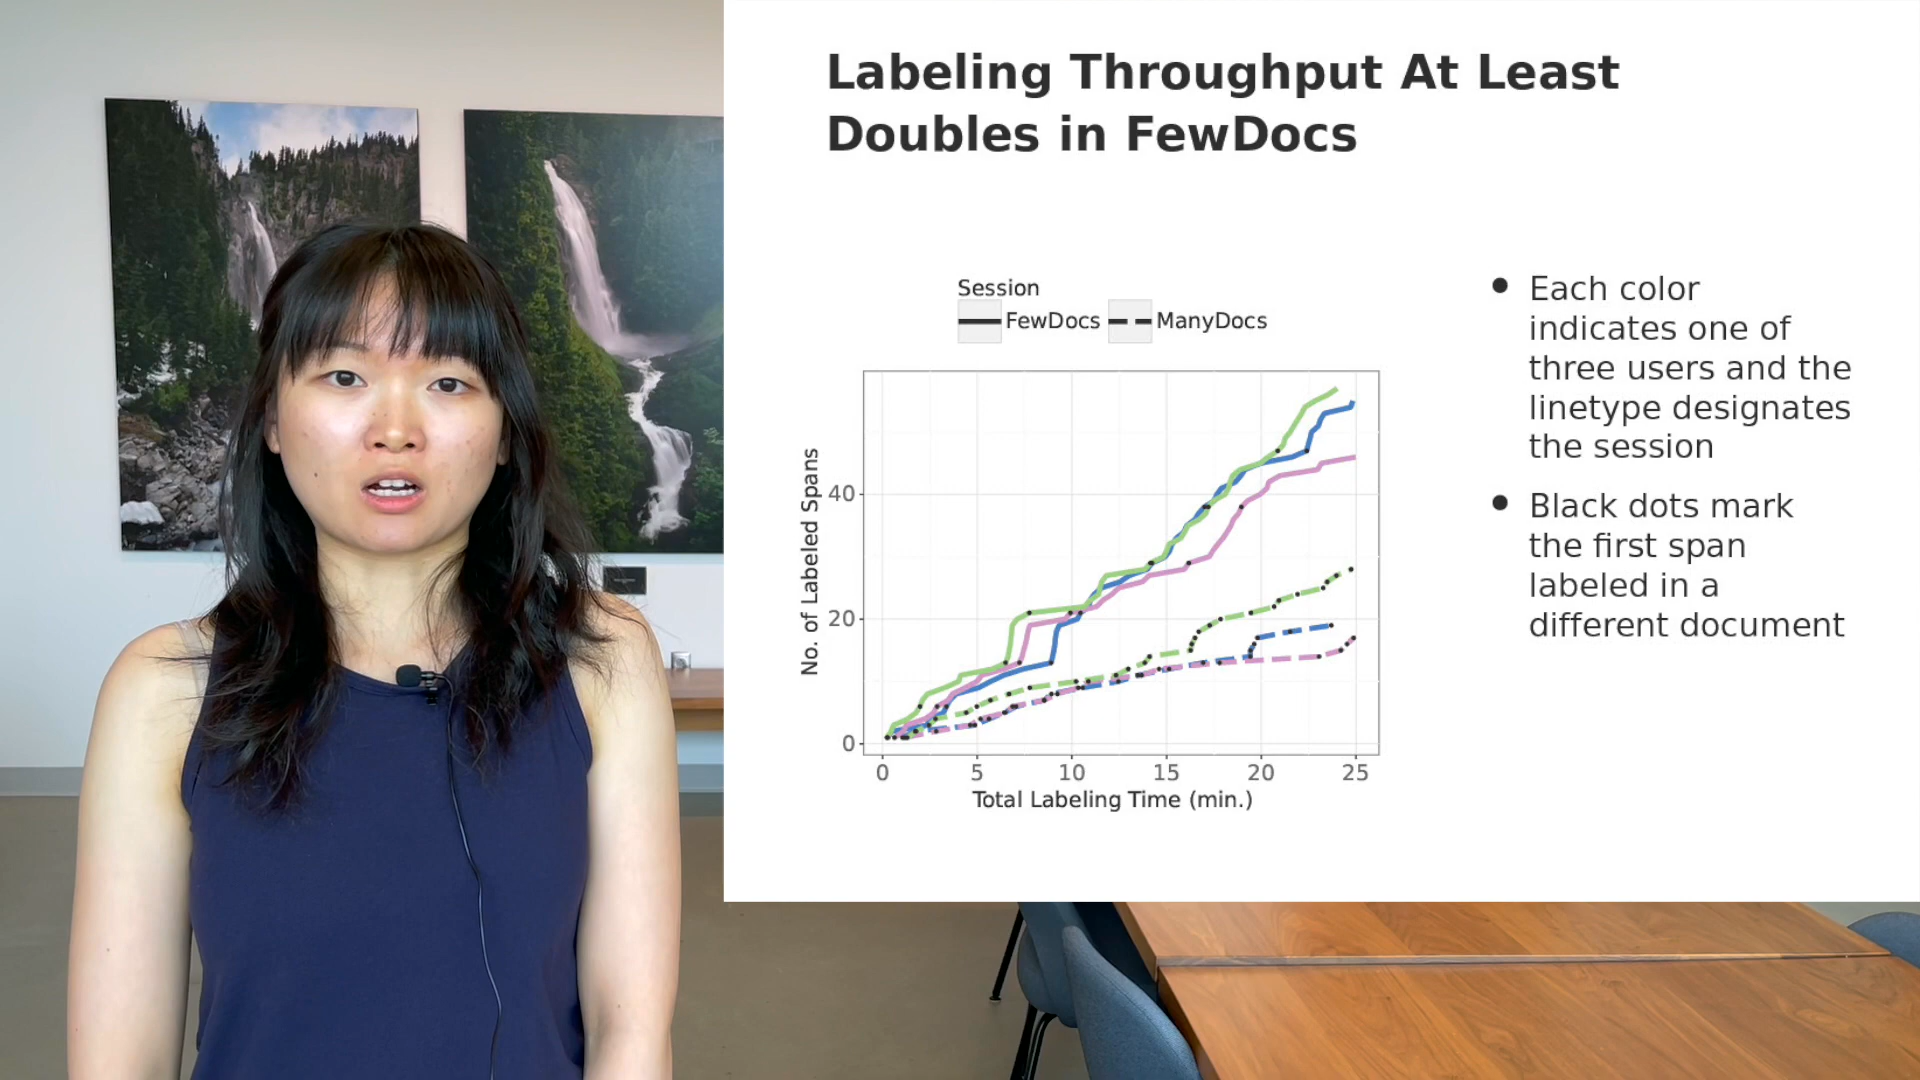 Labeling Throughput At Least
Doubles in FewDocs
Session
FewDocs ManyDocs
No. of Labeled Spans
40
20
0
0 5 10 15 20 25
Total Labeling Time (min.)
• Each color
indicates one of
three users and the
linetype designates
the session
• Black dots mark
the first span
labeled in a
different document